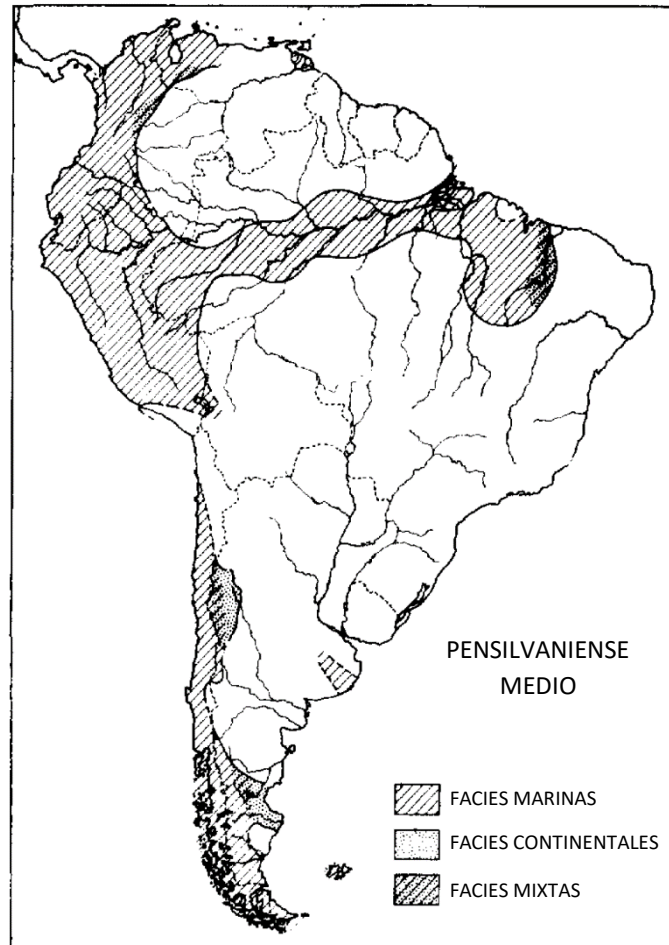 PENSILVANIENSE
MEDIO
FACIES MARINAS
FACIES CONTINENTALES
FACIES MIXTAS